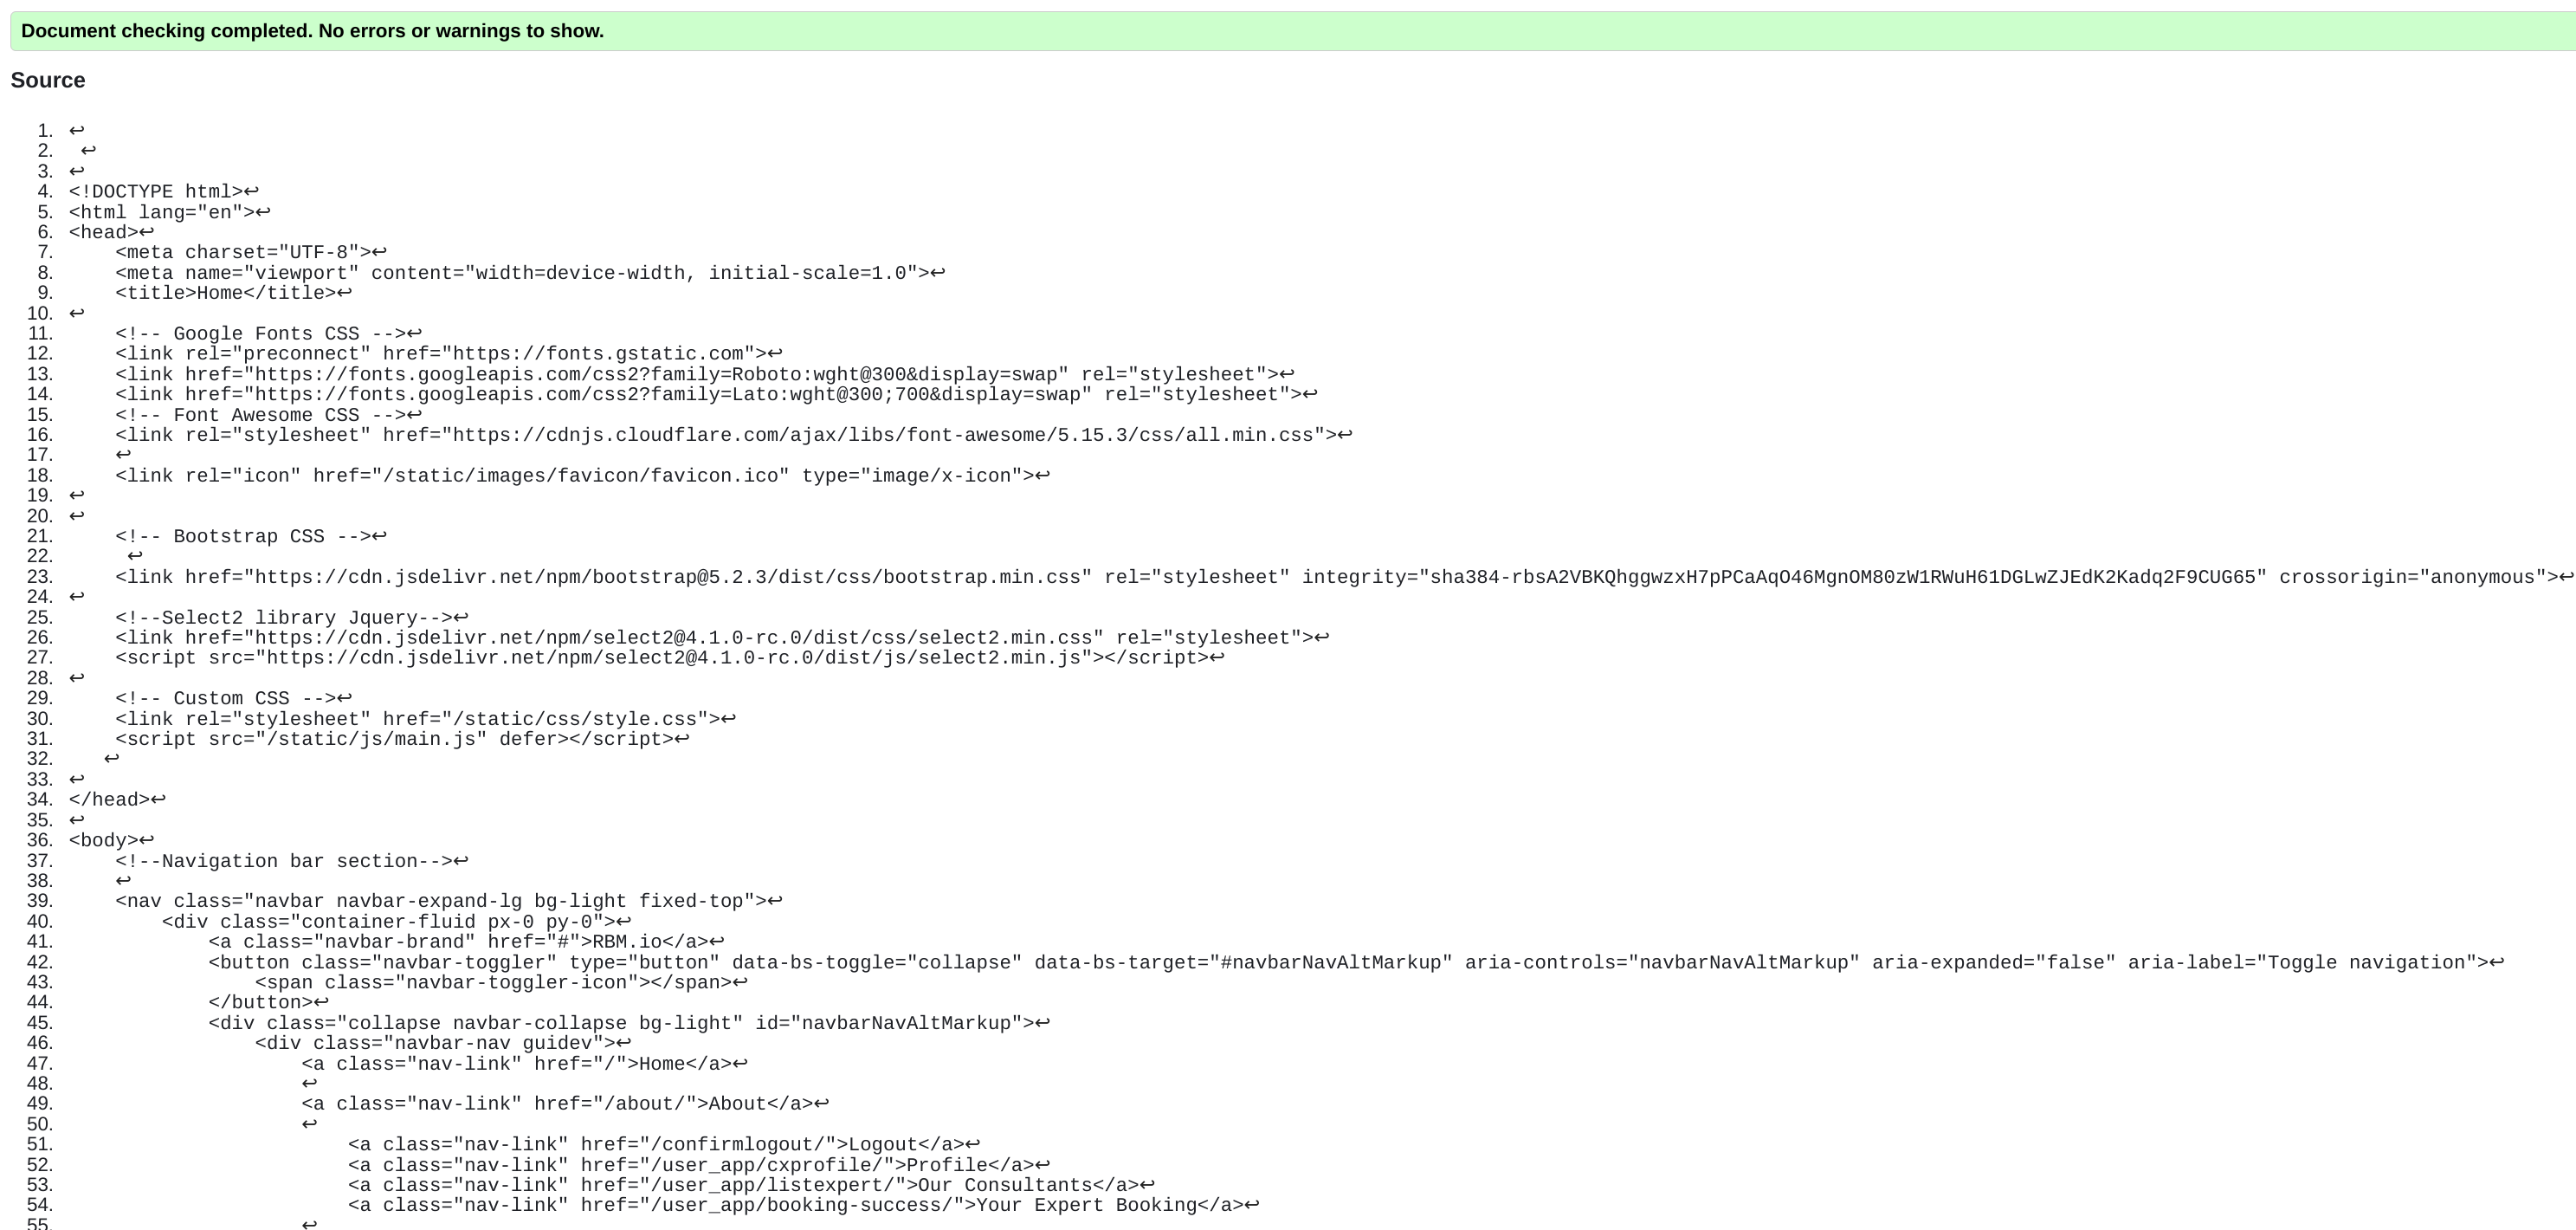 Document checking completed. No errors or warnings to show.
Source
1. ↩
2. ↩
3. ↩
4. <!DOCTYPE html>↩
5. <html lang="en">↩
6. <head>↩
7. <meta charset="UTF-8">↩
8. <meta name="viewport" content="width=device-width, initial-scale=1.0">↩
9. <title>Home</title>↩
10. ↩
11. <!-- Google Fonts CSS -->↩
12. <link rel="preconnect" href="https://fonts.gstatic.com">↩
13. <link href="https://fonts.googleapis.com/css2?family=Roboto:wght@300&display=swap" rel="stylesheet">↩
14. <link href="https://fonts.googleapis.com/css2?family=Lato:wght@300;700&display=swap" rel="stylesheet">↩
15. <!-- Font Awesome CSS -->↩
16. <link rel="stylesheet" href="https://cdnjs.cloudflare.com/ajax/libs/font-awesome/5.15.3/css/all.min.css">↩
17. ↩
18. <link rel="icon" href="/static/images/favicon/favicon.ico" type="image/x-icon">↩
19. ↩
20. ↩
21. <!-- Bootstrap CSS -->↩
22. ↩
23. <link href="https://cdn.jsdelivr.net/npm/bootstrap@5.2.3/dist/css/bootstrap.min.css" rel="stylesheet" integrity="sha384-rbsA2VBKQhggwzxH7pPCaAqO46MgnOM80zW1RWuH61DGLwZJEdK2Kadq2F9CUG65" crossorigin="anonymous">↩
24. ↩
25. <!--Select2 library Jquery-->↩
26. <link href="https://cdn.jsdelivr.net/npm/select2@4.1.0-rc.0/dist/css/select2.min.css" rel="stylesheet">↩
27. <script src="https://cdn.jsdelivr.net/npm/select2@4.1.0-rc.0/dist/js/select2.min.js"></script>↩
28. ↩
29. <!-- Custom CSS -->↩
30. <link rel="stylesheet" href="/static/css/style.css">↩
31. <script src="/static/js/main.js" defer></script>↩
32. ↩
33. ↩
34. </head>↩
35. ↩
36. <body>↩
37. <!--Navigation bar section-->↩
38. ↩
39. <nav class="navbar navbar-expand-lg bg-light fixed-top">↩
40. <div class="container-fluid px-0 py-0">↩
41. <a class="navbar-brand" href="#">RBM.io</a>↩
42. <button class="navbar-toggler" type="button" data-bs-toggle="collapse" data-bs-target="#navbarNavAltMarkup" aria-controls="navbarNavAltMarkup" aria-expanded="false" aria-label="Toggle navigation">↩
43. <span class="navbar-toggler-icon"></span>↩
44. </button>↩
45. <div class="collapse navbar-collapse bg-light" id="navbarNavAltMarkup">↩
46. <div class="navbar-nav guidev">↩
47. <a class="nav-link" href="/">Home</a>↩
48. ↩
49. <a class="nav-link" href="/about/">About</a>↩
50. ↩
51. <a class="nav-link" href="/confirmlogout/">Logout</a>↩
52. <a class="nav-link" href="/user_app/cxprofile/">Profile</a>↩
53. <a class="nav-link" href="/user_app/listexpert/">Our Consultants</a>↩
54. <a class="nav-link" href="/user_app/booking-success/">Your Expert Booking</a>↩
55. ↩